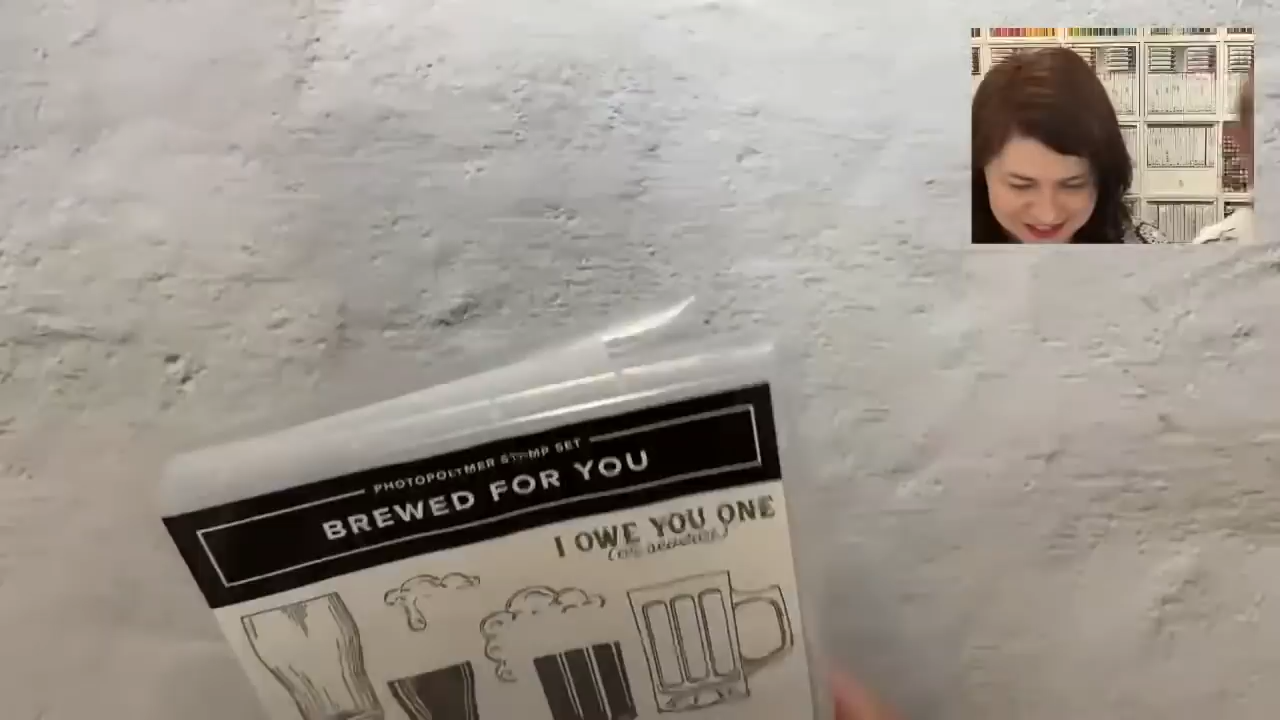 PHOTOPOLYMER STAMP SET
BREWED FOR YOU
I OWE YOU ONE